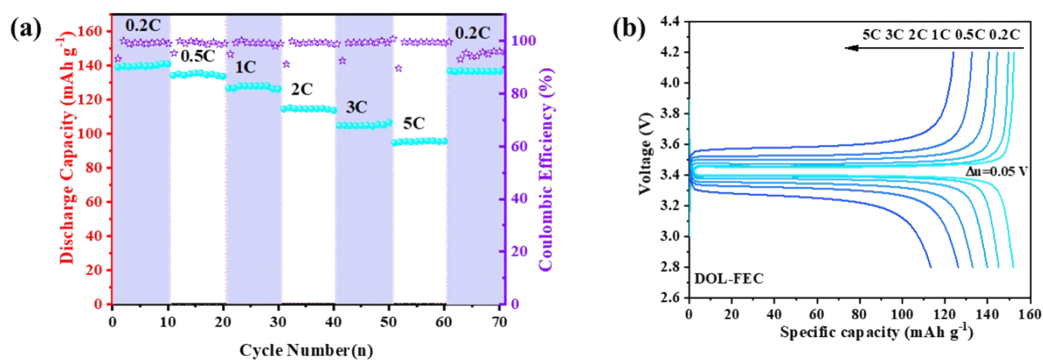 (a)
Discharge Capacity (mAh g-1)
160
140
120
100
80
60
40
20
0
0.2C
0.5C
1C
2C
3C
5C
0.2C
100
80
60
40
20
0
Coulombic Efficiency (%)
0 10 20 30 40 50 60 70
Cycle Number(n)
(b)
Voltage (V)
4.4
4.2
4.0
3.8
3.6
3.4
3.2
3.0
2.8
2.6
5C 3C 2C 1C 0.5C 0.2C
Δu=0.05 V
DOL-FEC
0 20 40 60 80 100 120 140 160
Specific capacity (mAh g-1)